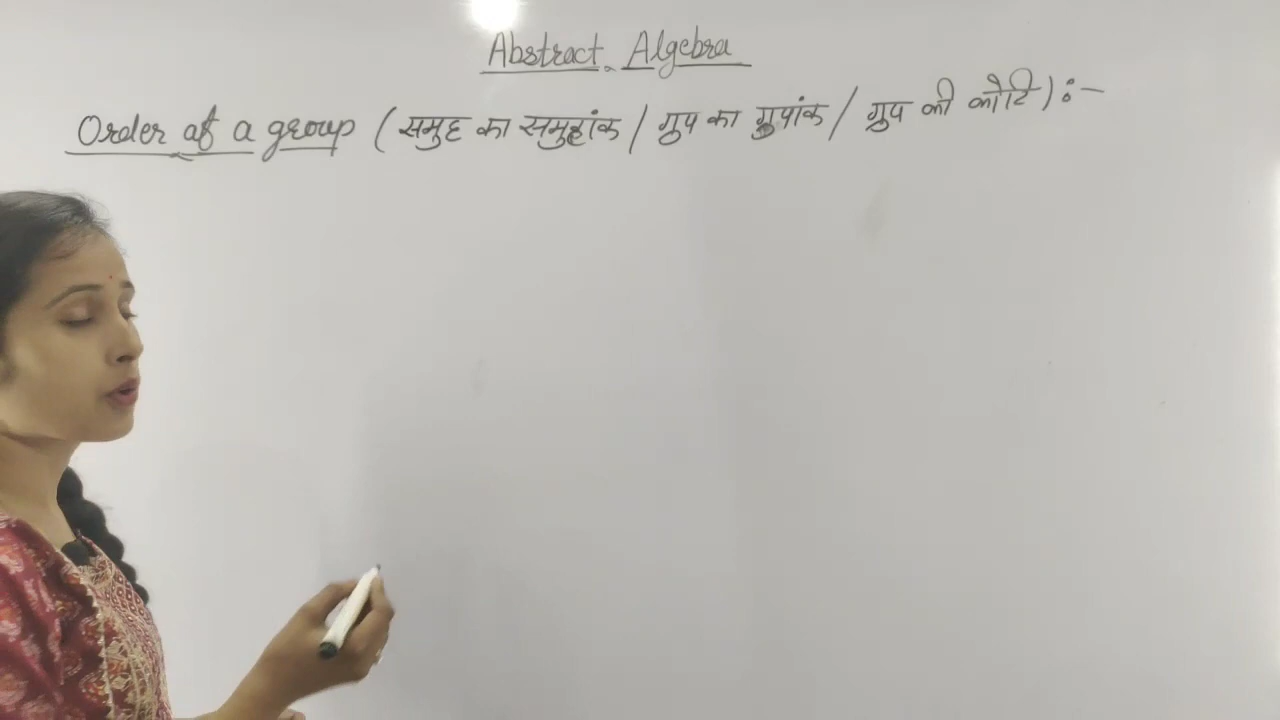 Abstract Algebra
Order of a group (समुह का समुहांक / ग्रुप का ग्रुपांक / ग्रुप की कोटि) :-